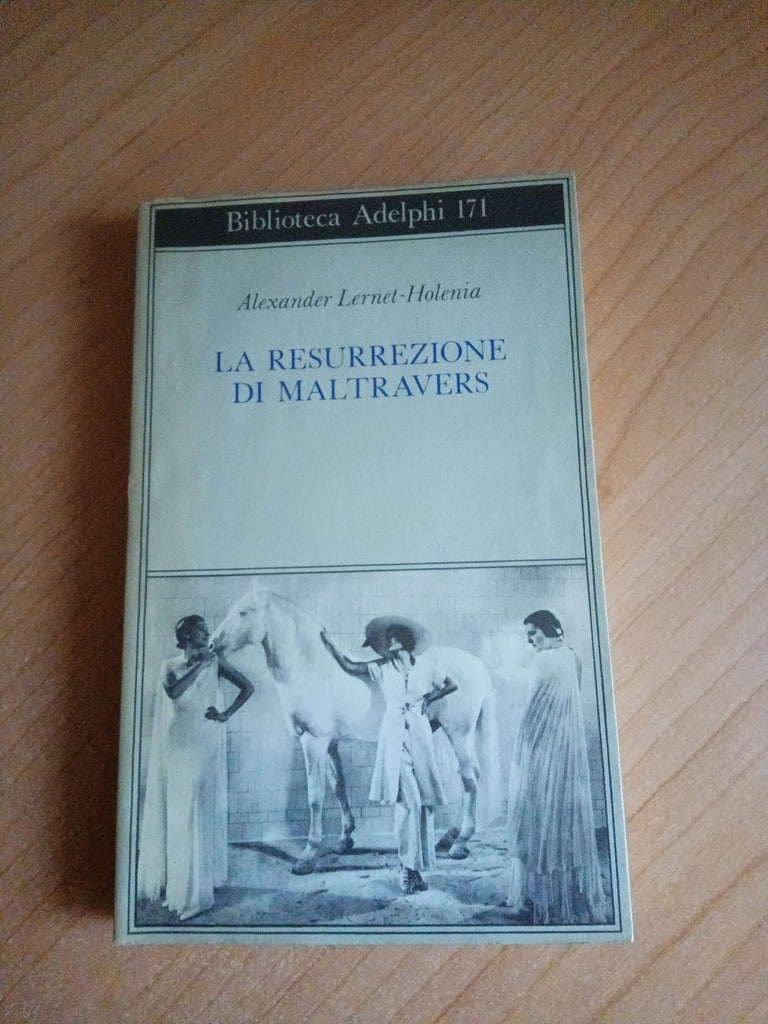 Biblioteca Adelphi 171
Alexander Lernet-Holenia
LA RESURREZIONE
DI MALTRAVERS